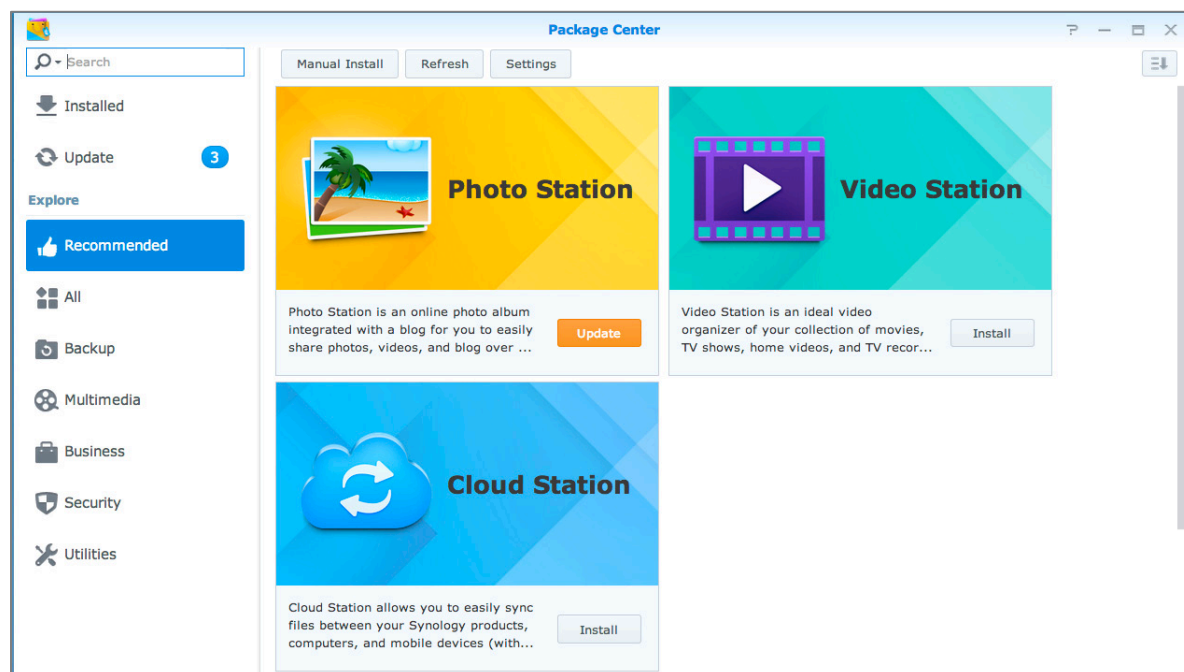 Package Center
Search
Manual Install Refresh Settings
Installed
Update 3
Explore
Recommended
All
Backup
Multimedia
Business
Security
Utilities
Photo Station
Photo Station is an online photo album
integrated with a blog for you to easily
share photos, videos, and blog over ...
Update
Video Station
Video Station is an ideal video
organizer of your collection of movies,
TV shows, home videos, and TV recor...
Install
Cloud Station
Cloud Station allows you to easily sync
files between your Synology products,
computers, and mobile devices (with...
Install